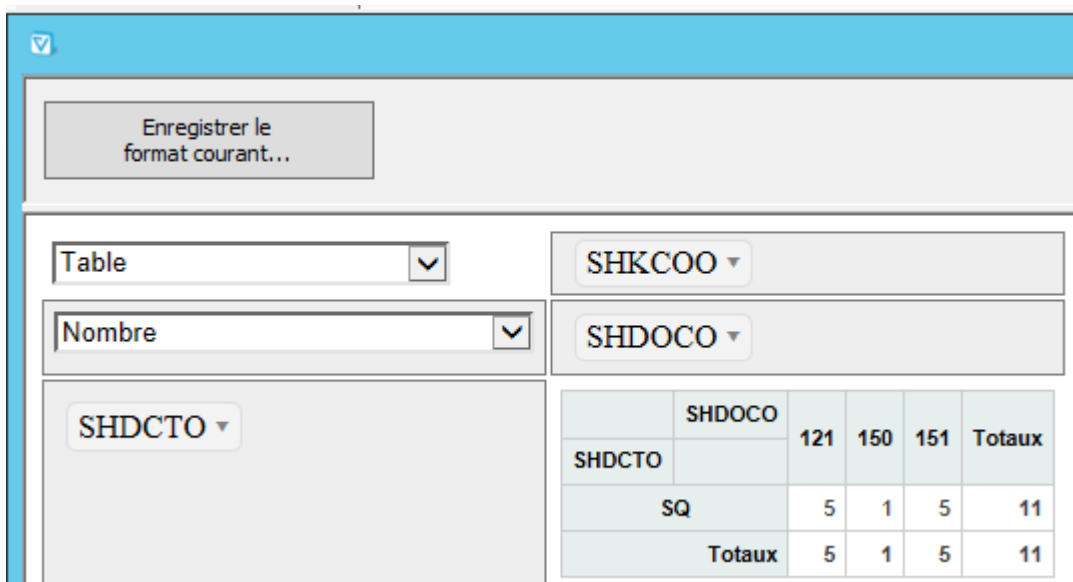 Enregistrer le
format courant...
Table
SHKCOO
Nombre
SHDOCO
SHDCTO
SHDOCO 121 150 151 Totaux
SHDCTO
SQ 5 1 5 11
Totaux 5 1 5 11